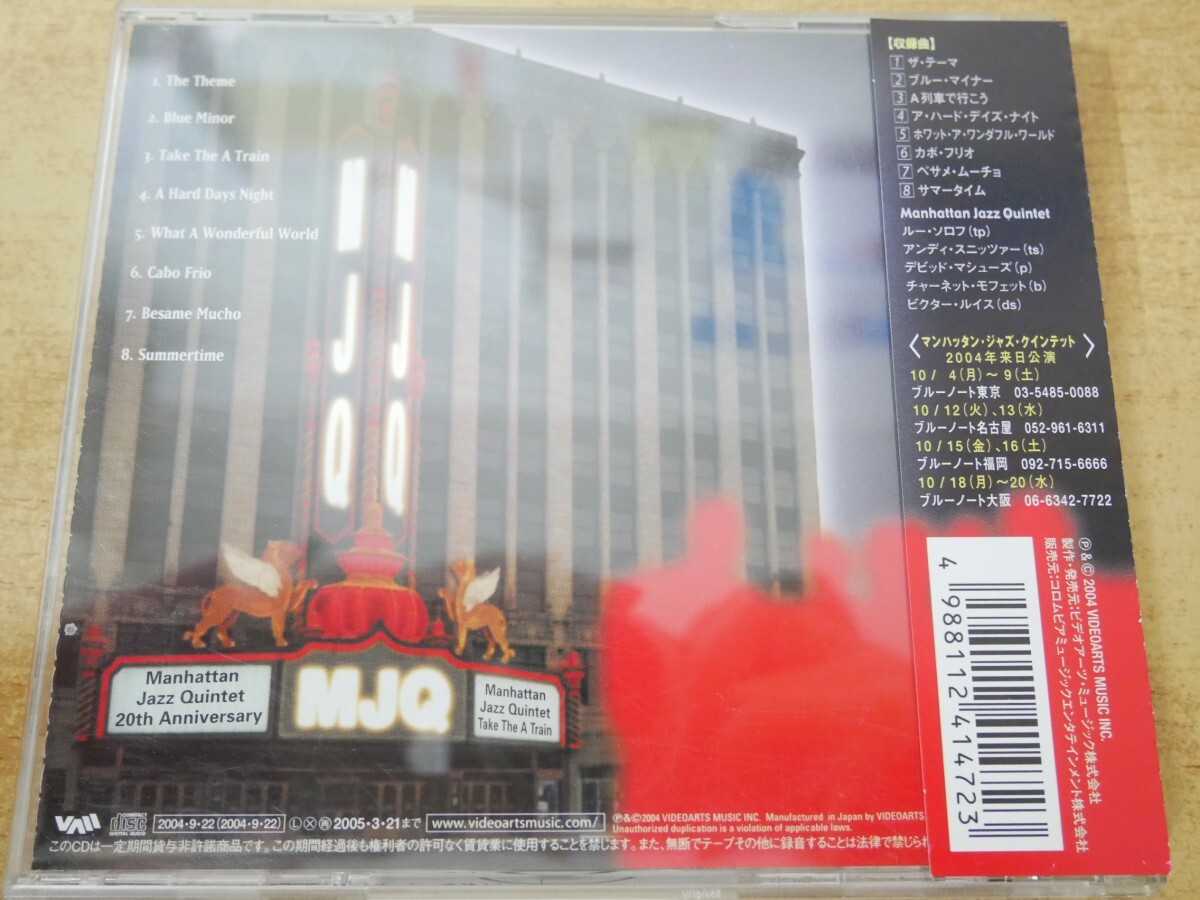 1. The Theme
2. Blue Minor
3. Take The A Train
4. A Hard Days Night
5. What A Wonderful World
6. Cabo Frio
7. Besame Mucho
8. Summertime
MJQ
MJQ
Manhattan
Jazz Quintet
20th Anniversary
MJQ
Manhattan
Jazz Quintet
Take The A Train
【収録曲】
1 ザ・テーマ
2 ブルー・マイナー
3 A列車で行こう
4 ア・ハード・デイズ・ナイト
5 ホワット・ア・ワンダフル・ワールド
6 カボ・フリオ
7 ベサメ・ムーチョ
8 サマータイム
Manhattan Jazz Quintet
ルー・ソロフ(tp)
アンディ・スニッツァー(ts)
デビッド・マシューズ(p)
チャーネット・モフェット(b)
ビクター・ルイス(ds)
〈マンハッタン・ジャズ・クインテット
2004年来日公演〉
10/ 4(月)〜9(土)
ブルーノート東京 03-5485-0088
10/12(火)、13(水)
ブルーノート名古屋 052-961-6311
10/15(金)、16(土)
ブルーノート福岡 092-715-6666
10/18(月)〜20(水)
ブルーノート大阪 06-6342-7722
Ⓟ&©2004 VIDEOARTS MUSIC INC.
製作・発売元:ビデオアーツ・ミュージック株式会社
販売元:コロムビアミュージックエンタテインメント株式会社
4 988112 414723
VAM COMPACT disc DIGITAL AUDIO 2004・9・22 (2004・9・22) Ⓛ Ⓧ 2005・3・21まで www.videoartsmusic.com/
Ⓟ&©2004 VIDEOARTS MUSIC INC. Manufactured in Japan by VIDEOARTS
Unauthorized duplication is a violation of applicable laws.
このCDは一定期間貸与非許諾商品です。この期間経過後も権利者の許可なく賃貸業に使用することを禁じます。また、無断でテープその他に録音することは法律で禁じられ